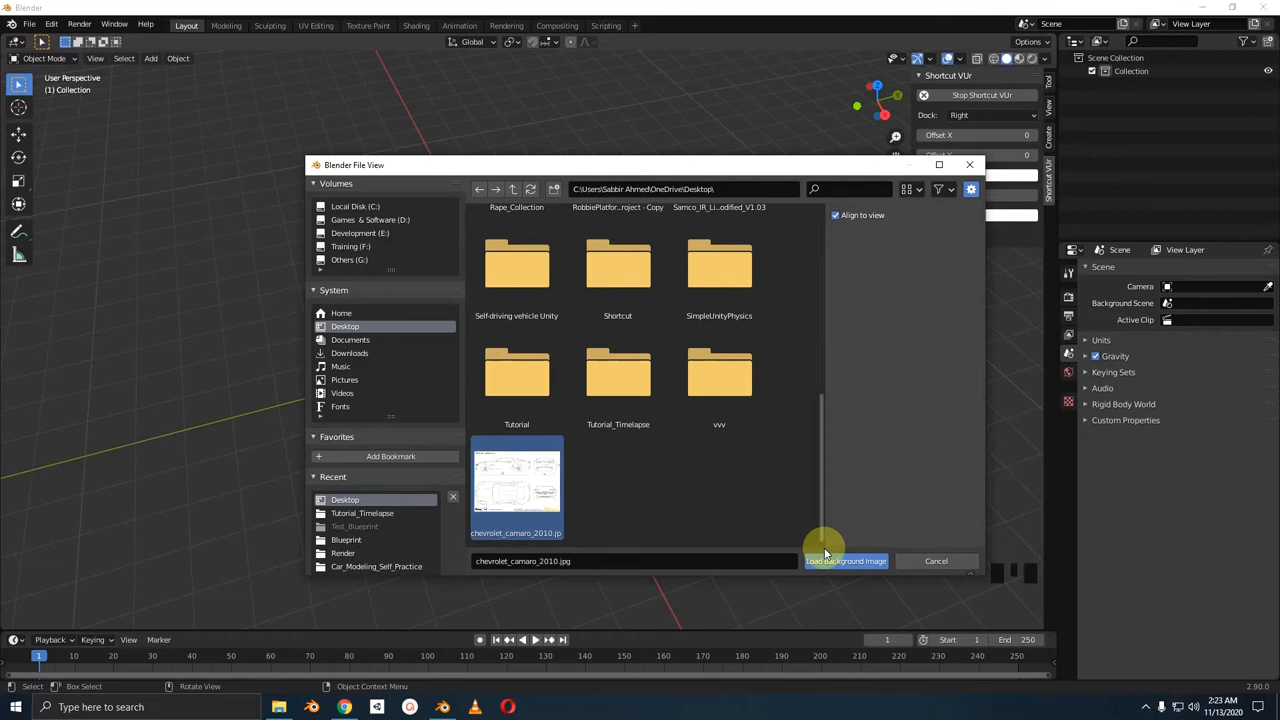 Blender
File Edit Render Window Help
Layout Modeling Sculpting UV Editing Texture Paint Shading Animation Rendering Compositing Scripting +
Scene
View Layer
Global
Options
Object Mode View Select Add Object
User Perspective
(1) Collection
Shortcut VUr
Stop Shortcut VUr
Dock: Right
Offset X 0
Offset Y 0
Tool
View
Create
Shortcut VUr
Scene Collection
Collection
Blender File View
Volumes
Local Disk (C:)
Games & Software (D:)
Development (E:)
Training (F:)
Others (G:)
System
Home
Desktop
Documents
Downloads
Music
Pictures
Videos
Fonts
Favorites
Add Bookmark
Recent
Desktop
Tutorial_Timelapse
Test_Blueprint
Blueprint
Render
Car_Modeling_Self_Practice
C:\Users\Sabbir Ahmed\OneDrive\Desktop\
Rape_Collection RobbiePlatfor...roject - Copy Samco_IR_Li...odified_V1.03
Self-driving vehicle Unity Shortcut SimpleUnityPhysics
Tutorial Tutorial_Timelapse vvv
chevrolet_camaro_2010.jp
Align to view
chevrolet_camaro_2010.jpg
Load Background Image
Cancel
Scene View Layer
Scene
Camera
Background Scene
Active Clip
Units
Gravity
Keying Sets
Audio
Rigid Body World
Custom Properties
Playback Keying View Marker
1 Start 1 End 250
1 10 20 30 40 50 60 70 80 90 100 110 120 130 140 150 160 170 180 190 200 210 220 230 240 250
Select Box Select Rotate View Object Context Menu 2.90.0
Type here to search
2:23 AM
11/13/2020